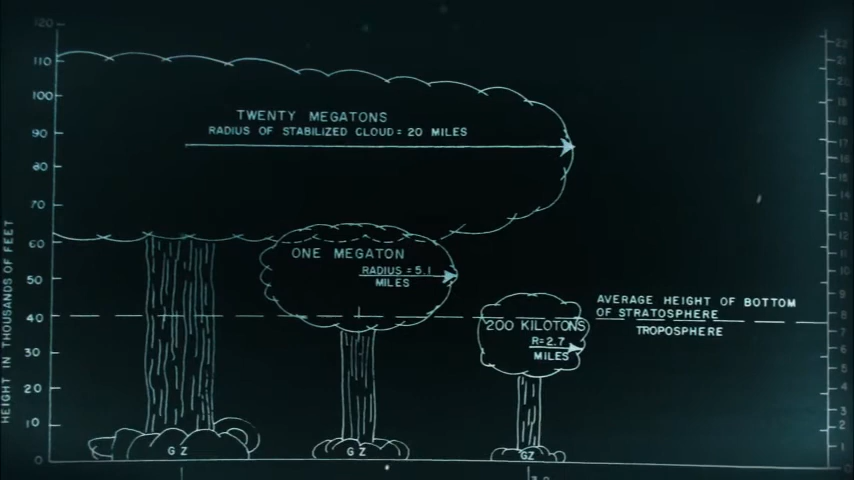 120
110
100
90
80
70
60
50
40
30
20
10
0
HEIGHT IN THOUSANDS OF FEET
TWENTY MEGATONS
RADIUS OF STABILIZED CLOUD = 20 MILES
ONE MEGATON
RADIUS = 5.1
MILES
200 KILOTONS
R=2.7
MILES
AVERAGE HEIGHT OF BOTTOM
OF STRATOSPHERE
TROPOSPHERE
GZ
GZ
GZ
22
21
20
19
18
17
16
15
14
13
12
11
10
9
8
7
6
5
4
3
2
1
0